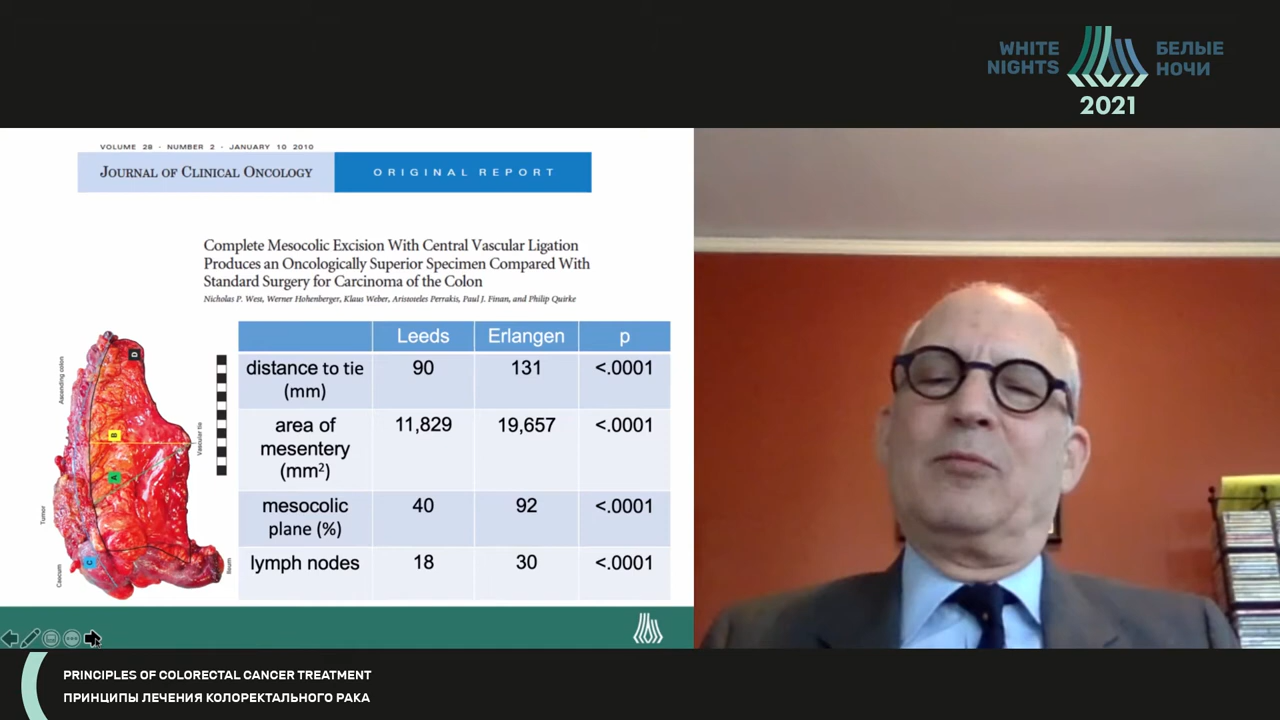 WHITE
NIGHTS
БЕЛЫЕ
НОЧИ
2021
VOLUME 28 · NUMBER 2 · JANUARY 10 2010
JOURNAL OF CLINICAL ONCOLOGY
ORIGINAL REPORT
Complete Mesocolic Excision With Central Vascular Ligation
Produces an Oncologically Superior Specimen Compared With
Standard Surgery for Carcinoma of the Colon
Nicholas P. West, Werner Hohenberger, Klaus Weber, Aristoteles Perrakis, Paul J. Finan, and Philip Quirke
Leeds Erlangen p
distance to tie
(mm)
90 131 <.0001
area of
mesentery
(mm²)
11,829 19,657 <.0001
mesocolic
plane (%)
40 92 <.0001
lymph nodes 18 30 <.0001
Ascending colon
D
B
Vascular tie
A
Tumor
C
Caecum
Ileum
PRINCIPLES OF COLORECTAL CANCER TREATMENT
ПРИНЦИПЫ ЛЕЧЕНИЯ КОЛОРЕКТАЛЬНОГО РАКА